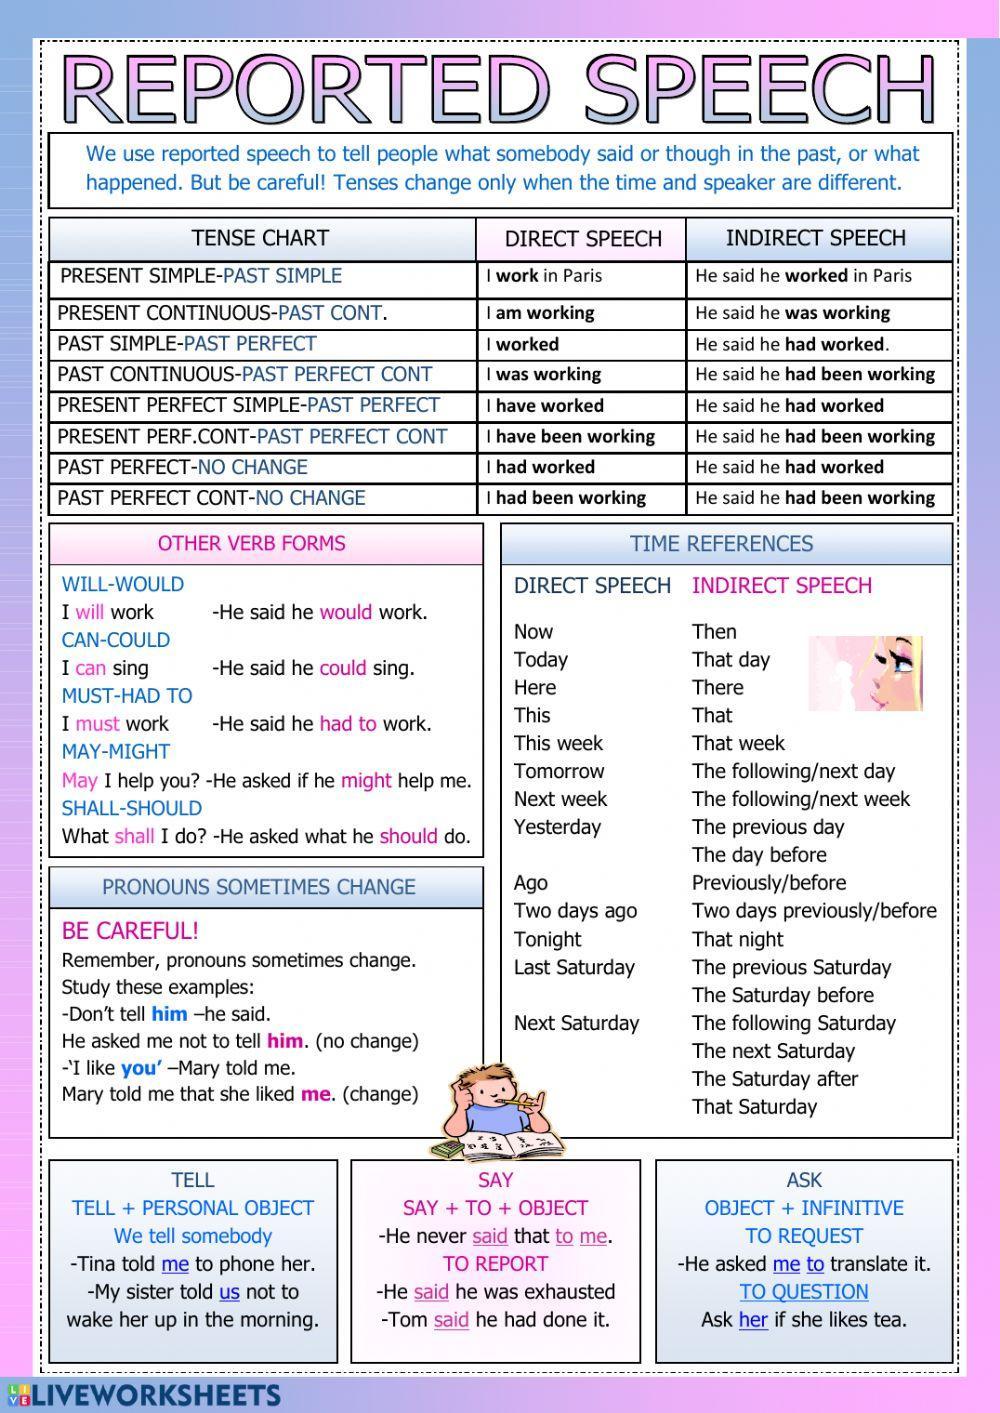 REPORTED SPEECH
We use reported speech to tell people what somebody said or though in the past, or what
happened. But be careful! Tenses change only when the time and speaker are different.
TENSE CHART DIRECT SPEECH INDIRECT SPEECH
PRESENT SIMPLE-PAST SIMPLE I work in Paris He said he worked in Paris
PRESENT CONTINUOUS-PAST CONT. I am working He said he was working
PAST SIMPLE-PAST PERFECT I worked He said he had worked.
PAST CONTINUOUS-PAST PERFECT CONT I was working He said he had been working
PRESENT PERFECT SIMPLE-PAST PERFECT I have worked He said he had worked
PRESENT PERF.CONT-PAST PERFECT CONT I have been working He said he had been working
PAST PERFECT-NO CHANGE I had worked He said he had worked
PAST PERFECT CONT-NO CHANGE I had been working He said he had been working
OTHER VERB FORMS
WILL-WOULD
I will work -He said he would work.
CAN-COULD
I can sing -He said he could sing.
MUST-HAD TO
I must work -He said he had to work.
MAY-MIGHT
May I help you? -He asked if he might help me.
SHALL-SHOULD
What shall I do? -He asked what he should do.
PRONOUNS SOMETIMES CHANGE
BE CAREFUL!
Remember, pronouns sometimes change.
Study these examples:
-Don't tell him –he said.
He asked me not to tell him. (no change)
-'I like you' –Mary told me.
Mary told me that she liked me. (change)
TIME REFERENCES
DIRECT SPEECH INDIRECT SPEECH
Now Then
Today That day
Here There
This That
This week That week
Tomorrow The following/next day
Next week The following/next week
Yesterday The previous day
The day before
Ago Previously/before
Two days ago Two days previously/before
Tonight That night
Last Saturday The previous Saturday
The Saturday before
Next Saturday The following Saturday
The next Saturday
The Saturday after
That Saturday
TELL
TELL + PERSONAL OBJECT
We tell somebody
-Tina told me to phone her.
-My sister told us not to
wake her up in the morning.
SAY
SAY + TO + OBJECT
-He never said that to me.
TO REPORT
-He said he was exhausted
-Tom said he had done it.
ASK
OBJECT + INFINITIVE
TO REQUEST
-He asked me to translate it.
TO QUESTION
Ask her if she likes tea.
LIVE LIVEWORKSHEETS